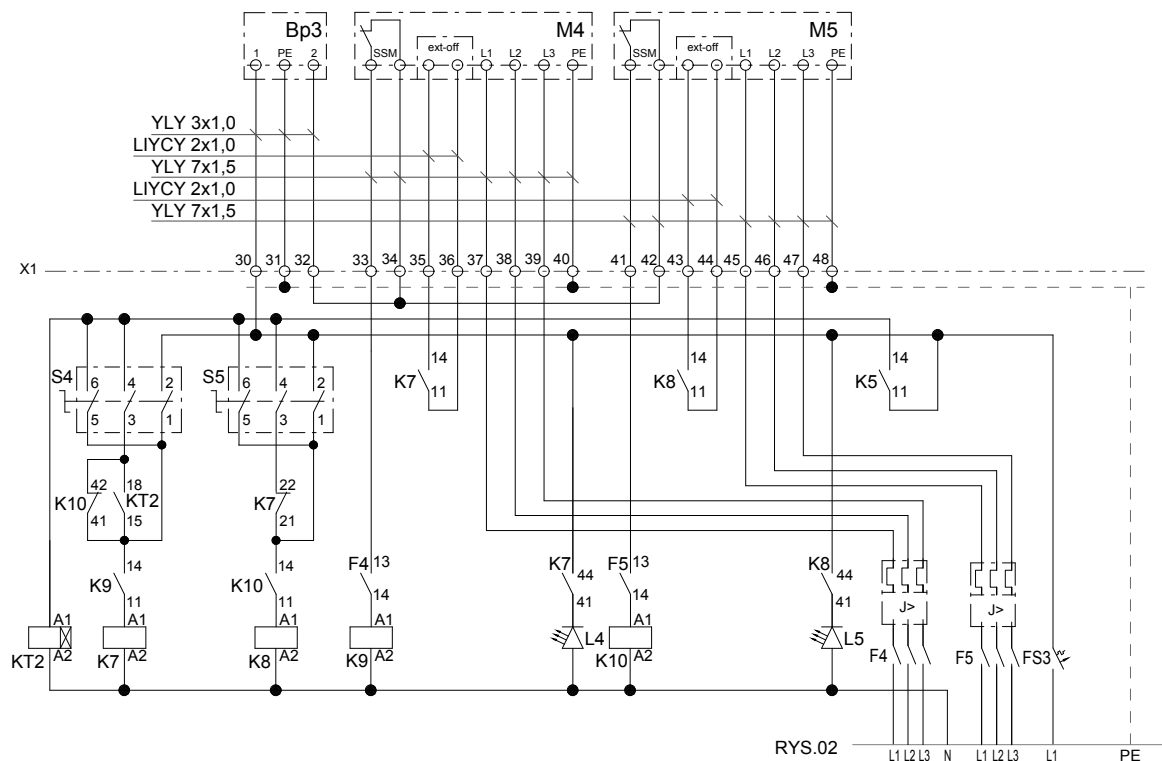 Bp3 M4 M5
1 PE 2 SSM ext-off L1 L2 L3 PE SSM ext-off L1 L2 L3 PE
YLY 3x1,0
LIYCY 2x1,0
YLY 7x1,5
LIYCY 2x1,0
YLY 7x1,5
X1 30 31 32 33 34 35 36 37 38 39 40 41 42 43 44 45 46 47 48
14 14 14
K7 K8 K5
11 11 11
S4 6 4 2 S5 6 4 2
5 3 1 5 3 1
42 18 22
K10 KT2 K7
41 15 21
14 14 F4 13 K7 44 F5 13 K8 44
K9 K10
11 11 14 41 14 41
J> J>
A1 A1 A1 A1 A1 L4 L5
A2 A2 A2 A2 A2
KT2 K7 K8 K9 K10 F4 F5 FS3
RYS.02
L1 L2 L3 N L1 L2 L3 L1 PE